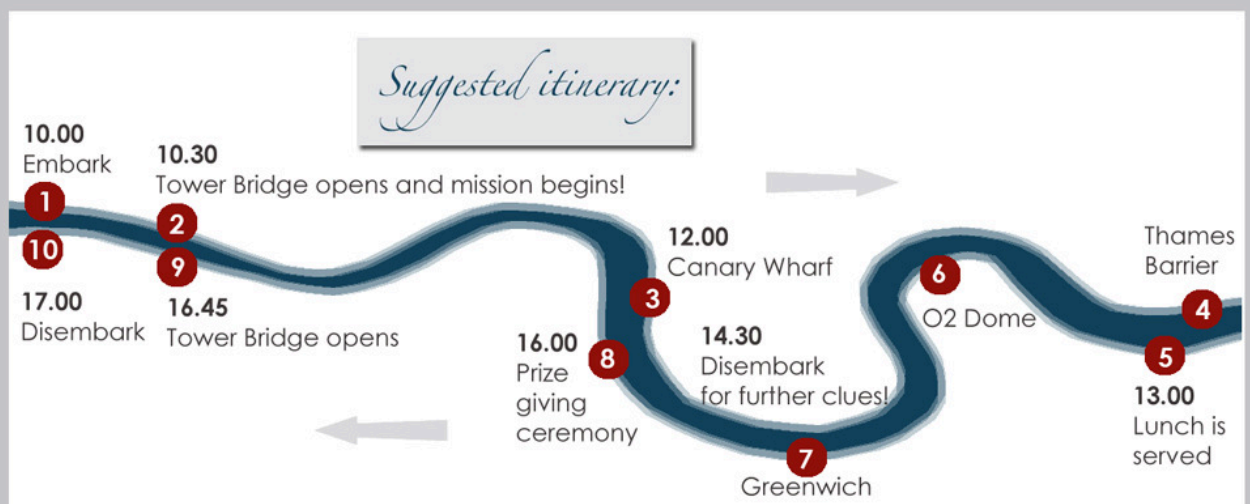 Suggested itinerary:
10.00
Embark
1
10
17.00
Disembark
10.30
Tower Bridge opens and mission begins!
2
9
16.45
Tower Bridge opens
12.00
Canary Wharf
3
16.00
8
Prize
giving
ceremony
14.30
Disembark
for further clues!
7
Greenwich
6
O2 Dome
Thames
Barrier
4
5
13.00
Lunch is
served